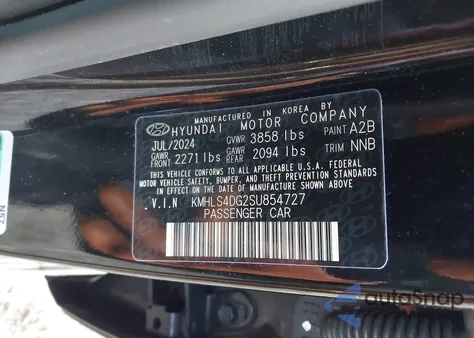 MANUFACTURED IN KOREA BY
HYUNDAI MOTOR COMPANY
JUL/2024 GVWR 3858 lbs PAINT A2B
GAWR FRONT 2271 lbs GAWR REAR 2094 lbs TRIM NNB
THIS VEHICLE CONFORMS TO ALL APPLICABLE U.S.A. FEDERAL
MOTOR VEHICLE SAFETY, BUMPER, AND THEFT PREVENTION STANDARDS
IN EFFECT ON THE DATE OF MANUFACTURE SHOWN ABOVE.
V.I.N KMHLS4DG2SU854727
PASSENGER CAR
autoSnap